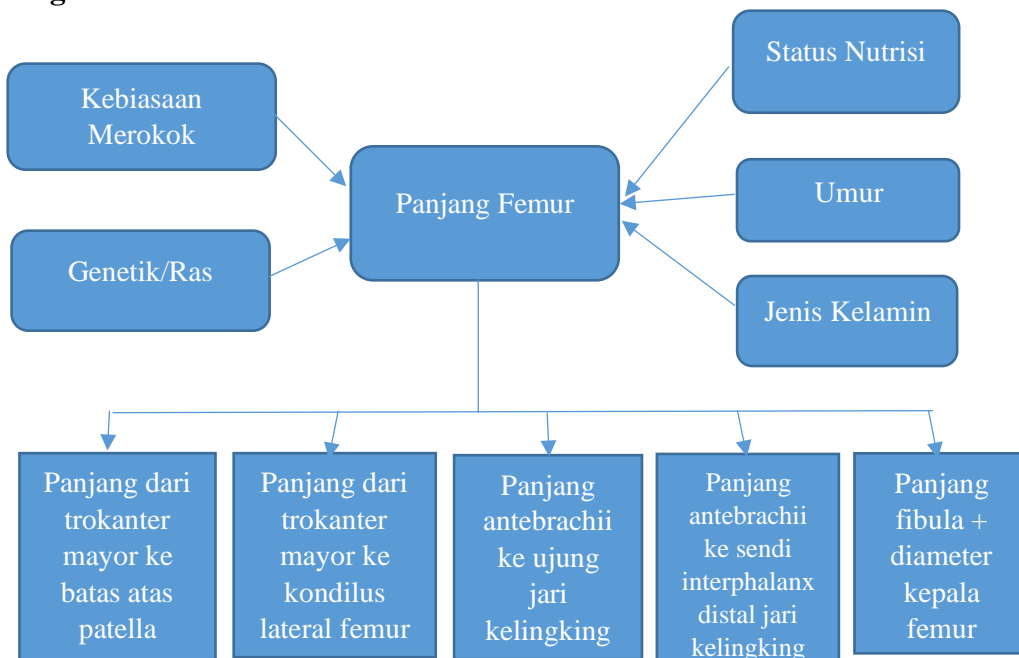 Kebiasaan
Merokok
Genetik/Ras
Panjang Femur
Status Nutrisi
Umur
Jenis Kelamin
Panjang dari
trokanter
mayor ke
batas atas
patella
Panjang dari
trokanter
mayor ke
kondilus
lateral femur
Panjang
antebrachii
ke ujung
jari
kelingking
Panjang
antebrachii
ke sendi
interphalanx
distal jari
kelingking
Panjang
fibula +
diameter
kepala
femur